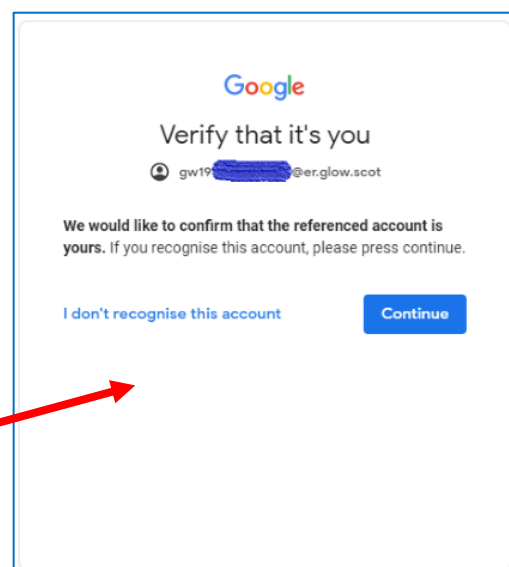 Google
Verify that it's you
gw19 @er.glow.scot
We would like to confirm that the referenced account is
yours. If you recognise this account, please press continue.
I don't recognise this account Continue